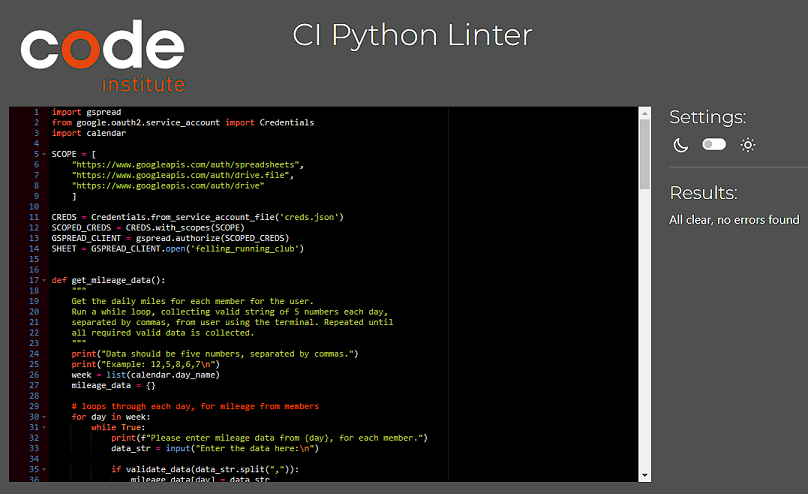 code
institute
CI Python Linter
1 import gspread
2 from google.oauth2.service_account import Credentials
3 import calendar
4
5 SCOPE = [
6 "https://www.googleapis.com/auth/spreadsheets",
7 "https://www.googleapis.com/auth/drive.file",
8 "https://www.googleapis.com/auth/drive"
9 ]
10
11 CREDS = Credentials.from_service_account_file('creds.json')
12 SCOPED_CREDS = CREDS.with_scopes(SCOPE)
13 GSPREAD_CLIENT = gspread.authorize(SCOPED_CREDS)
14 SHEET = GSPREAD_CLIENT.open('felling_running_club')
15
16
17 def get_mileage_data():
18 """
19 Get the daily miles for each member for the user.
20 Run a while loop, collecting valid string of 5 numbers each day,
21 separated by commas, from user using the terminal. Repeated until
22 all required valid data is collected.
23 """
24 print("Data should be five numbers, separated by commas.")
25 print("Example: 12,5,8,6,7\n")
26 week = list(calendar.day_name)
27 mileage_data = {}
28
29 # loops through each day, for mileage from members
30 for day in week:
31 while True:
32 print(f"Please enter mileage data from {day}, for each member.")
33 data_str = input("Enter the data here:\n")
34
35 if validate_data(data_str.split(",")):
36 mileage_data[day] = data_str
Settings:
Results:
All clear, no errors found